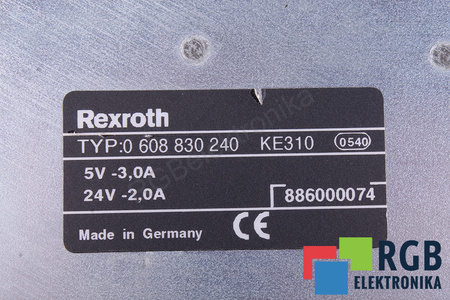 Rexroth
TYP:0 608 830 240 KE310 0540
5V -3,0A
24V -2,0A
886000074
Made in Germany CE
RGB
ELEKTRONIKA